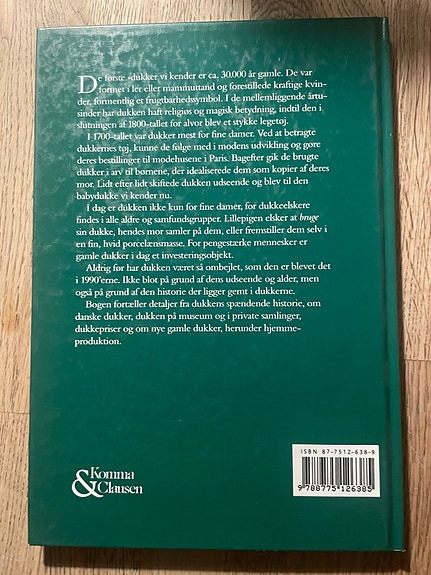 De første »dukker vi kender er ca. 30.000 år gamle. De var
formet i ler eller mammuttand og forestillede kraftige kvin-
der, formentlig et frugtbarhedssymbol. I de mellemliggende årtu-
sinder har dukken haft religiøs og magisk betydning, indtil den i
slutningen af 1800-tallet for alvor blev et stykke legetøj.
I 1700-tallet var dukker mest for fine damer. Ved at betragte
dukkernes tøj, kunne de følge med i modens udvikling og gøre
deres bestillinger til modehusene i Paris. Bagefter gik de brugte
dukker i arv til børnene, der idealiserede dem som kopier af deres
mor. Lidt efter lidt skiftede dukken udseende og blev til den
babydukke vi kender nu.
I dag er dukken ikke kun for fine damer, for dukkeelskere
findes i alle aldre og samfundsgrupper. Lillepigen elsker at bruge
sin dukke, hendes mor samler på dem, eller fremstiller dem selv i
en fin, hvid porcelænsmasse. For pengestærke mennesker er
gamle dukker i dag et investeringsobjekt.
Aldrig før har dukken været så ombejlet, som den er blevet det
i 1990'erne. Ikke blot på grund af dens udseende og alder, men
også på grund af den historie der ligger gemt i dukkerne.
Bogen fortæller detaljer fra dukkens spændende historie, om
danske dukker, dukken på museum og i private samlinger,
dukkepriser og om nye gamle dukker, herunder hjemme-
produktion.
ISBN 87-7512-638-9
9 788775 126385
Komma
& Clausen